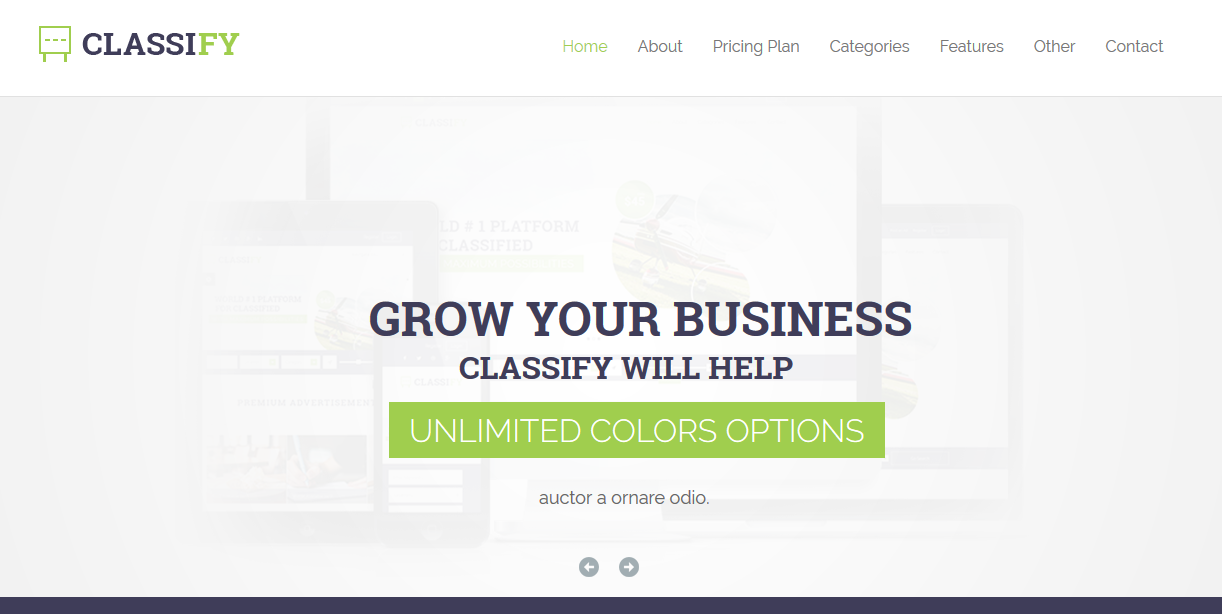 CLASSIFY
Home About Pricing Plan Categories Features Other Contact
LD # 1 PLATFORM
CLASSIFIED
GROW YOUR BUSINESS
CLASSIFY WILL HELP
PREMIUM ADVERTISEMENT
UNLIMITED COLORS OPTIONS
auctor a ornare odio.